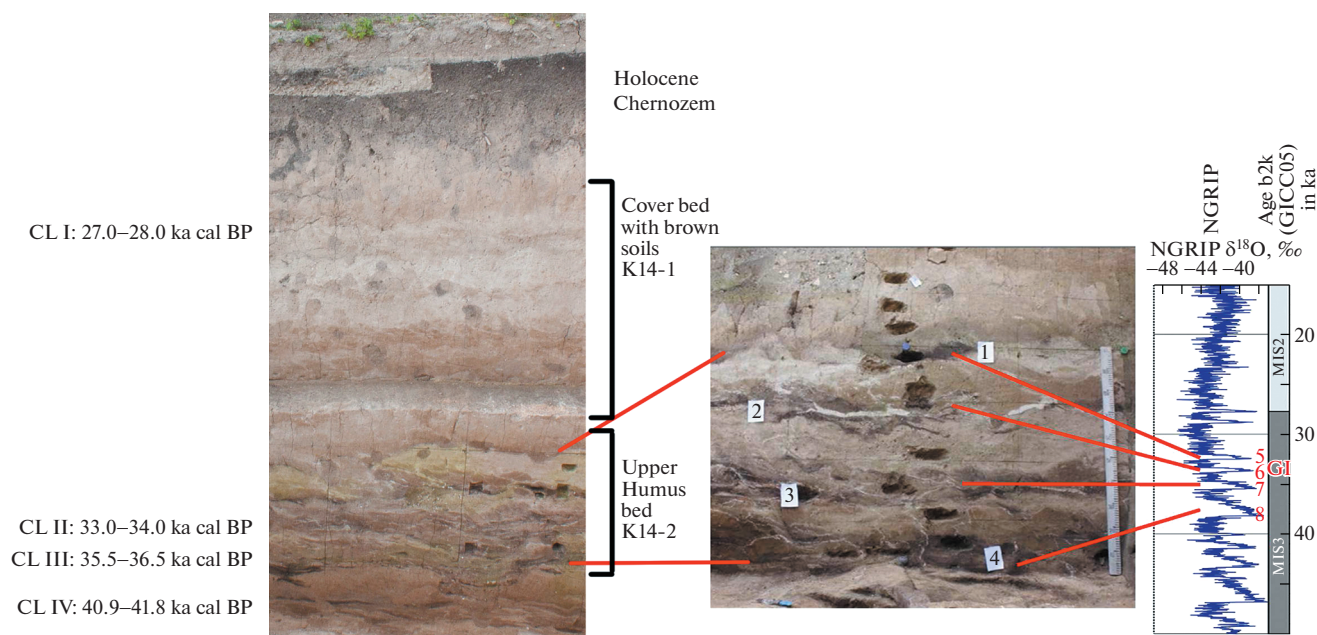 Holocene
Chernozem
Cover bed
with brown
soils
K14-1
CL I: 27.0–28.0 ka cal BP
Upper
Humus
bed
K14-2
CL II: 33.0–34.0 ka cal BP
CL III: 35.5–36.5 ka cal BP
CL IV: 40.9–41.8 ka cal BP
1
2
3
4
NGRIP
Age b2k
(GICC05)
in ka
NGRIP δ¹⁸O, ‰
–48 –44 –40
20
30
40
MIS2
MIS3
5
6
GI
7
8